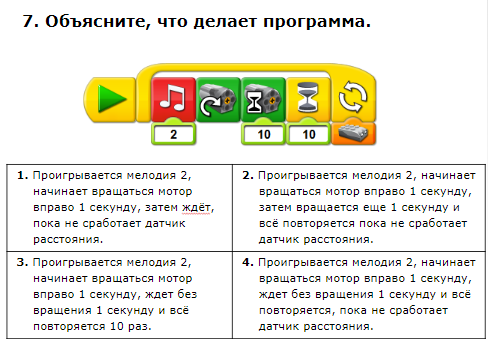 7. Объясните, что делает программа.
2
10
10
1. Проигрывается мелодия 2,
начинает вращаться мотор
вправо 1 секунду, затем ждёт,
пока не сработает датчик
расстояния.
2. Проигрывается мелодия 2, начинает
вращаться мотор вправо 1 секунду,
затем вращается еще 1 секунду и
всё повторяется пока не сработает
датчик расстояния.
3. Проигрывается мелодия 2,
начинает вращаться мотор
вправо 1 секунду, ждет без
вращения 1 секунду и всё
повторяется 10 раз.
4. Проигрывается мелодия 2, начинает
вращаться мотор вправо 1 секунду,
ждет без вращения 1 секунду и всё
повторяется, пока не сработает
датчик расстояния.